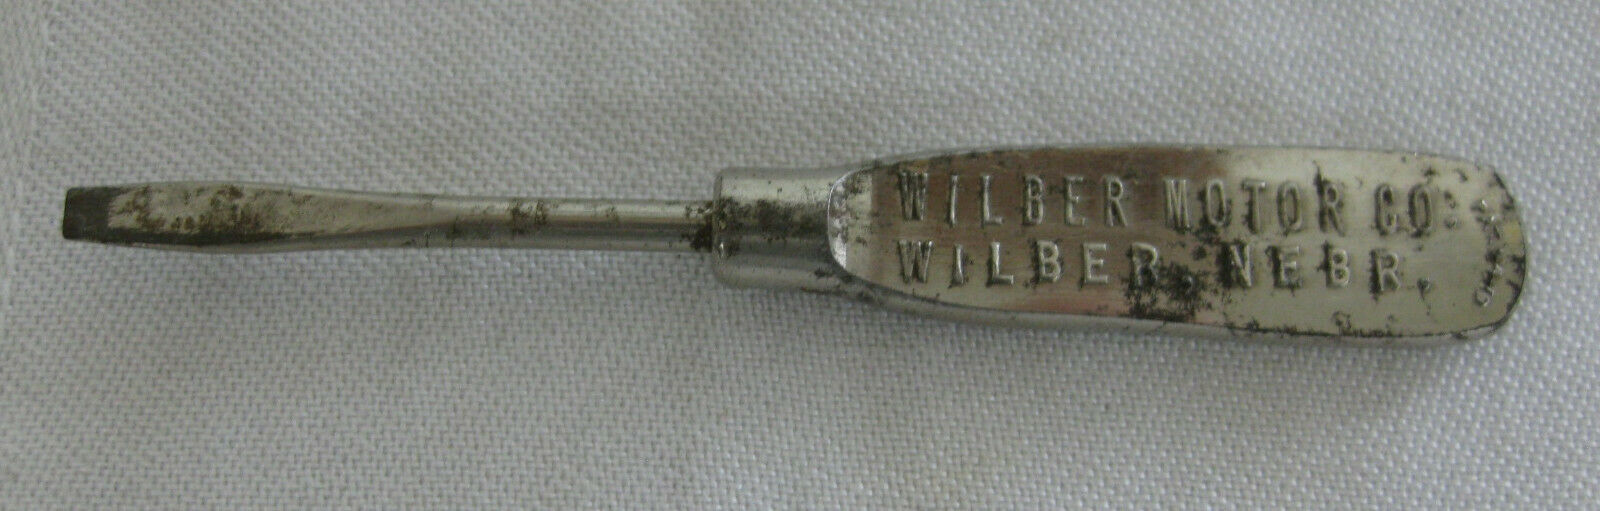 WILBER MOTOR CO.
WILBER, NEBR.